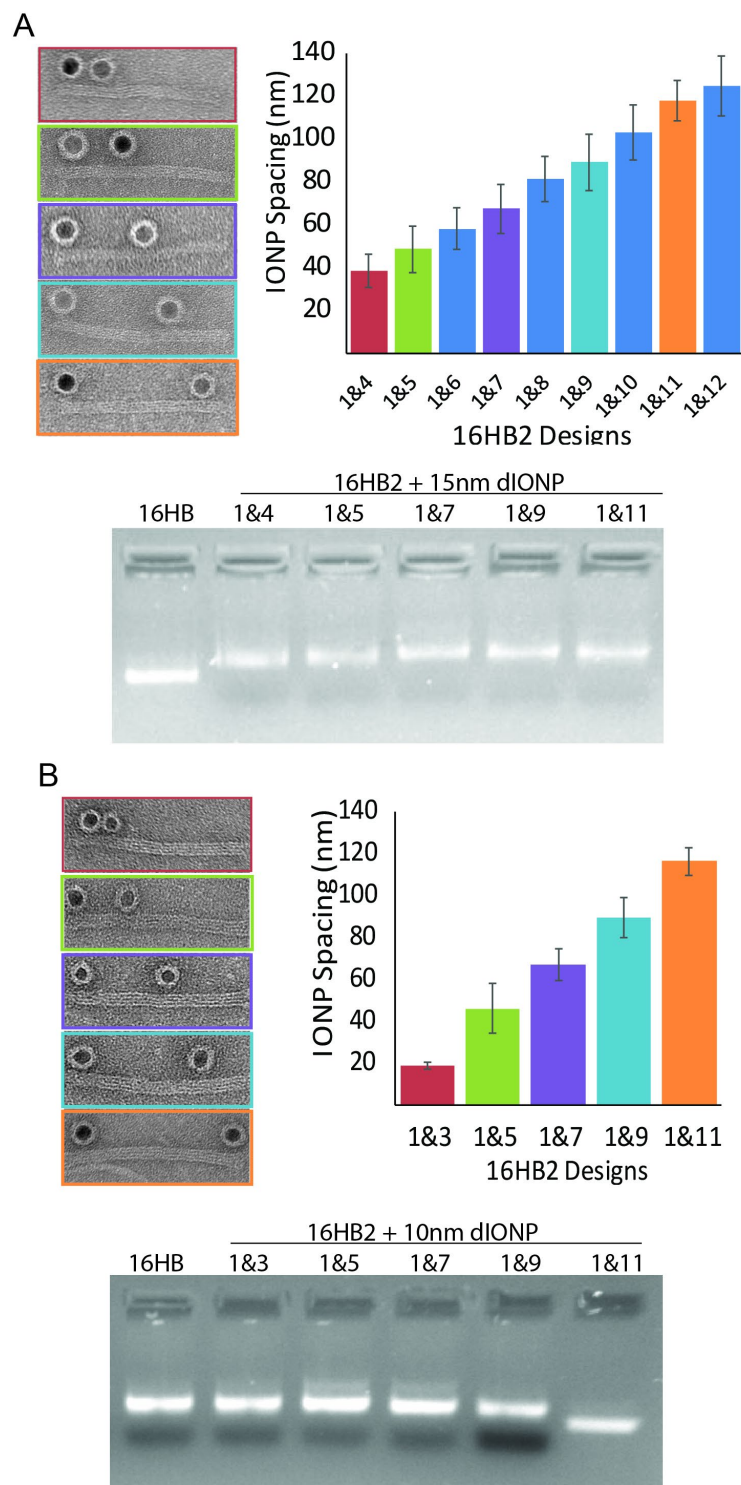 A
IONP Spacing (nm)
140
120
100
80
60
40
20
1&4 1&5 1&6 1&7 1&8 1&9 1&10 1&11 1&12
16HB2 Designs
16HB2 + 15nm dIONP
16HB 1&4 1&5 1&7 1&9 1&11
B
IONP Spacing (nm)
140
120
100
80
60
40
20
1&3 1&5 1&7 1&9 1&11
16HB2 Designs
16HB2 + 10nm dIONP
16HB 1&3 1&5 1&7 1&9 1&11